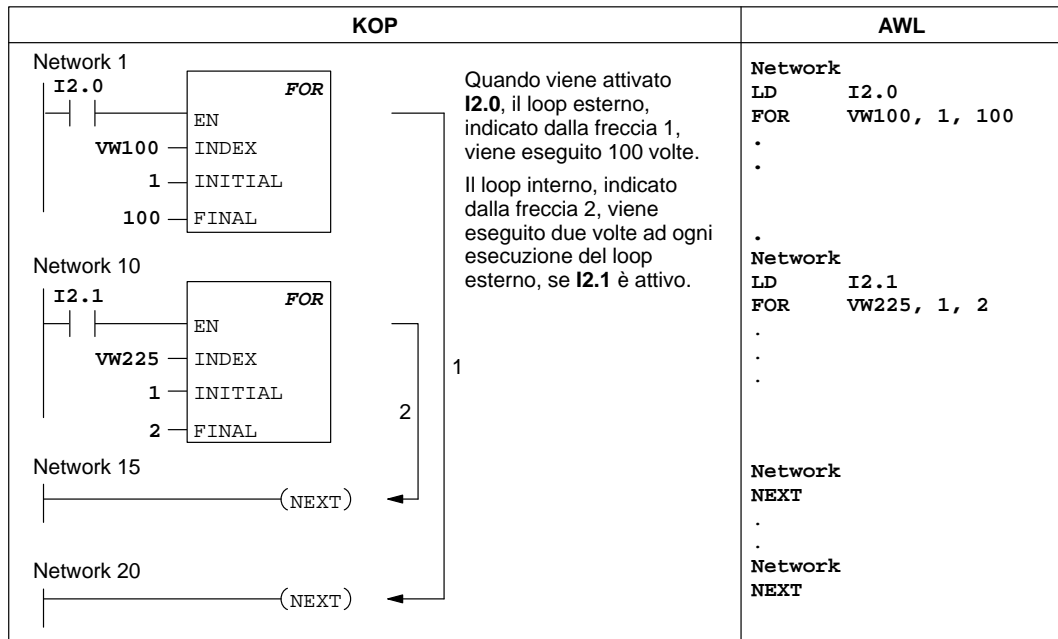 KOP
AWL
Network 1
I2.0
FOR
EN
VW100
INDEX
1
INITIAL
100
FINAL
Quando viene attivato
I2.0, il loop esterno,
indicato dalla freccia 1,
viene eseguito 100 volte.
Il loop interno, indicato
dalla freccia 2, viene
eseguito due volte ad ogni
esecuzione del loop
esterno, se I2.1 è attivo.
Network 10
I2.1
FOR
EN
VW225
INDEX
1
INITIAL
2
FINAL
1
2
Network 15
(NEXT)
Network 20
(NEXT)
Network
LD I2.0
FOR VW100, 1, 100
.
.
.
Network
LD I2.1
FOR VW225, 1, 2
.
.
.
Network
NEXT
.
.
Network
NEXT